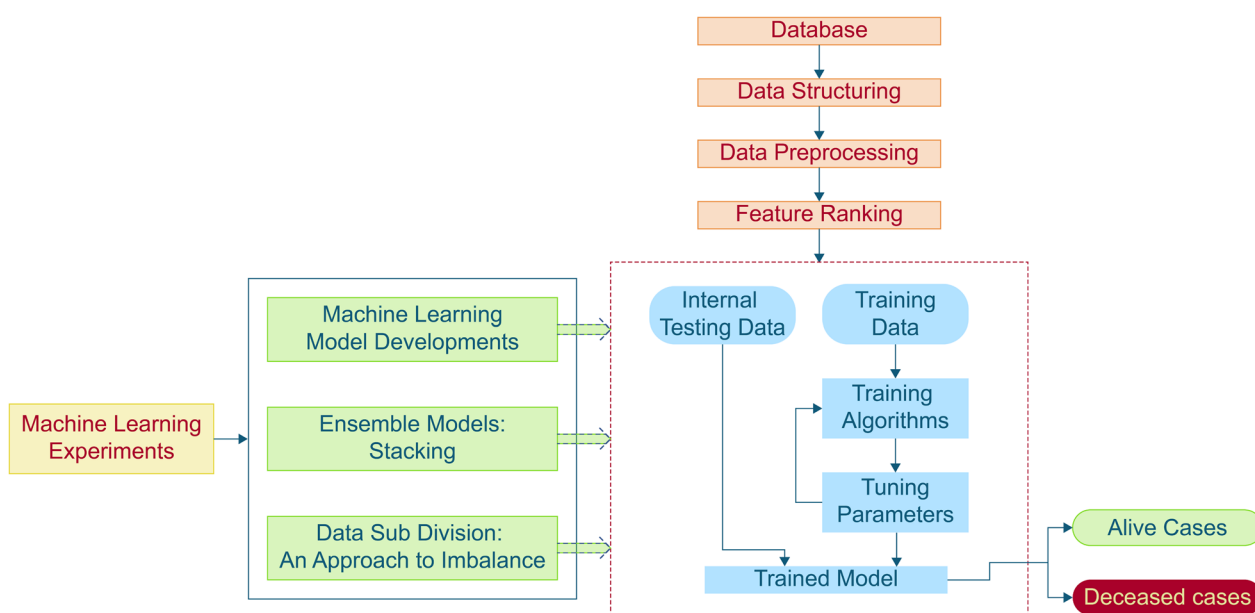 Database
Data Structuring
Data Preprocessing
Feature Ranking
Machine Learning
Experiments
Machine Learning
Model Developments
Ensemble Models:
Stacking
Data Sub Division:
An Approach to Imbalance
Internal
Testing Data
Training
Data
Training
Algorithms
Tuning
Parameters
Trained Model
Alive Cases
Deceased cases